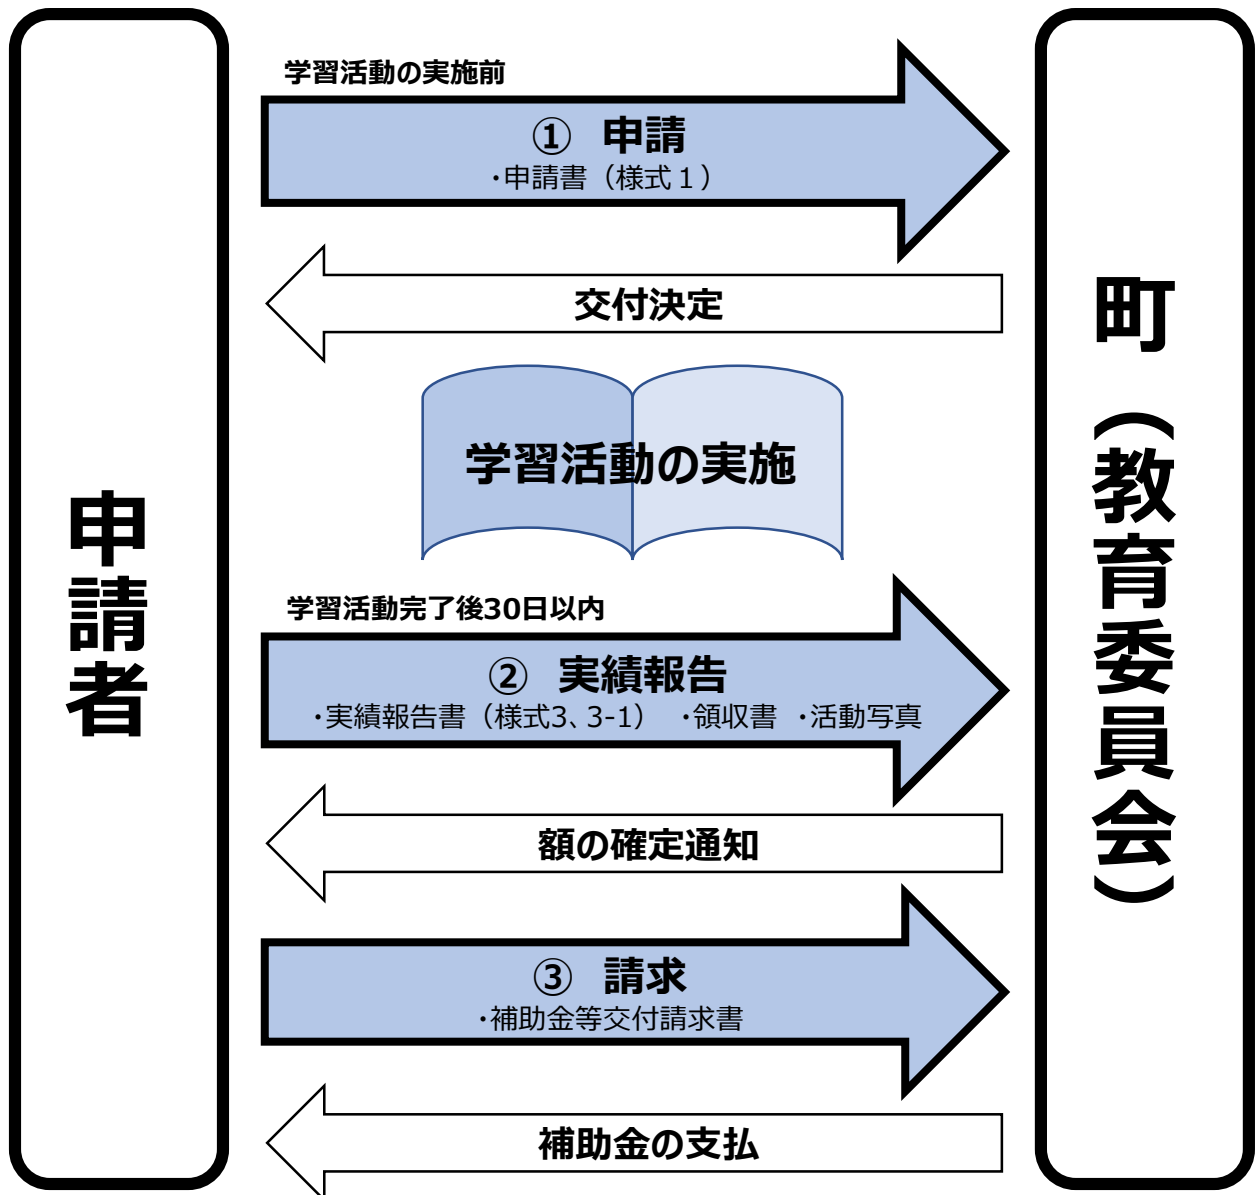 申請者
学習活動の実施前
① 申請
・申請書（様式１）
交付決定
学習活動の実施
学習活動完了後30日以内
② 実績報告
・実績報告書（様式3、3-1） ・領収書 ・活動写真
額の確定通知
③ 請求
・補助金等交付請求書
補助金の支払
町（教育委員会）